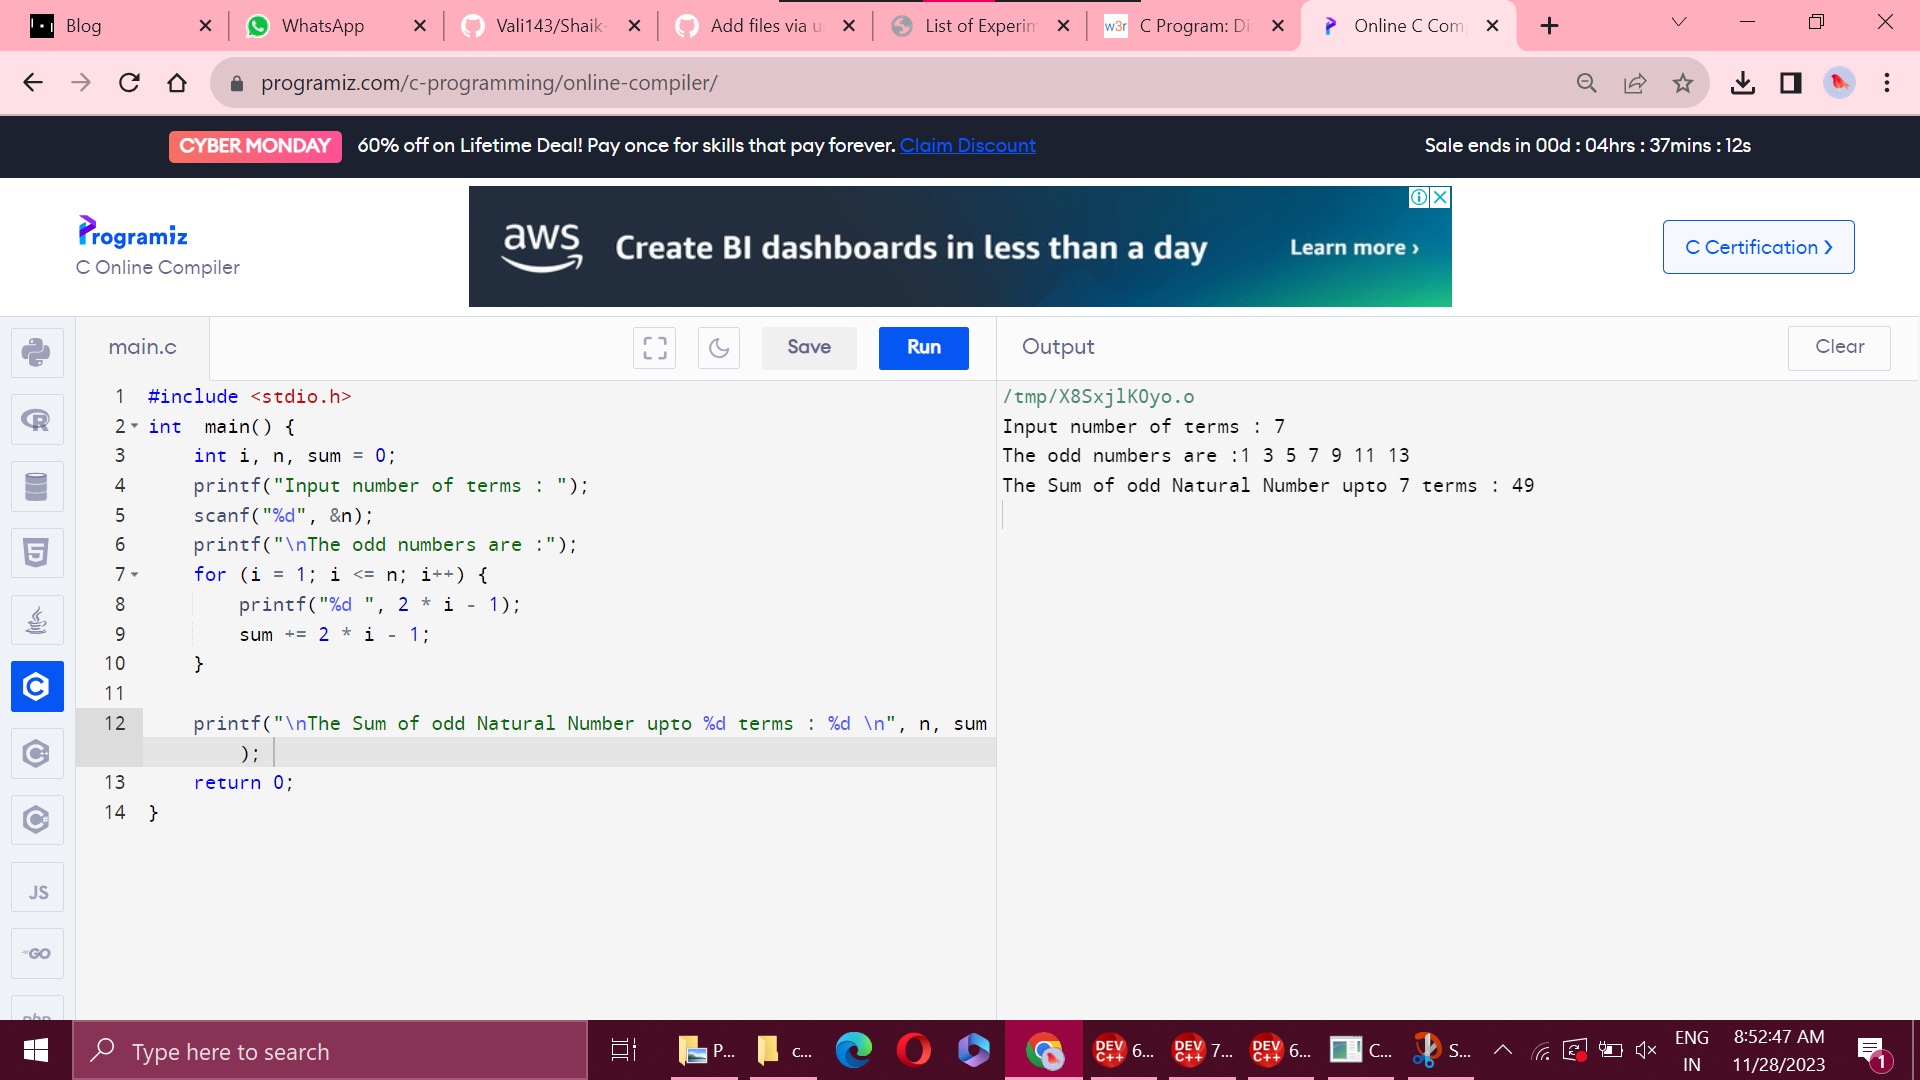 Blog
WhatsApp
Vali143/Shaik-
Add files via u
List of Experim
w3r C Program: Di
Online C Com
programiz.com/c-programming/online-compiler/
CYBER MONDAY 60% off on Lifetime Deal! Pay once for skills that pay forever. Claim Discount
Sale ends in 00d : 04hrs : 37mins : 12s
Programiz
C Online Compiler
aws Create BI dashboards in less than a day Learn more ›
C Certification ›
main.c
Save
Run
Output
Clear
1 #include <stdio.h>
2 int  main() {
3     int i, n, sum = 0;
4     printf("Input number of terms : ");
5     scanf("%d", &n);
6     printf("\nThe odd numbers are :");
7     for (i = 1; i <= n; i++) {
8         printf("%d ", 2 * i - 1);
9         sum += 2 * i - 1;
10     }
11
12     printf("\nThe Sum of odd Natural Number upto %d terms : %d \n", n, sum
        );
13     return 0;
14 }
/tmp/X8SxjlKOyo.o
Input number of terms : 7
The odd numbers are :1 3 5 7 9 11 13
The Sum of odd Natural Number upto 7 terms : 49
R
5
C
C++
C#
JS
GO
php
Type here to search
P...
c...
DEV C++ 6...
DEV C++ 7...
DEV C++ 6...
C...
S...
ENG
IN
8:52:47 AM
11/28/2023
1